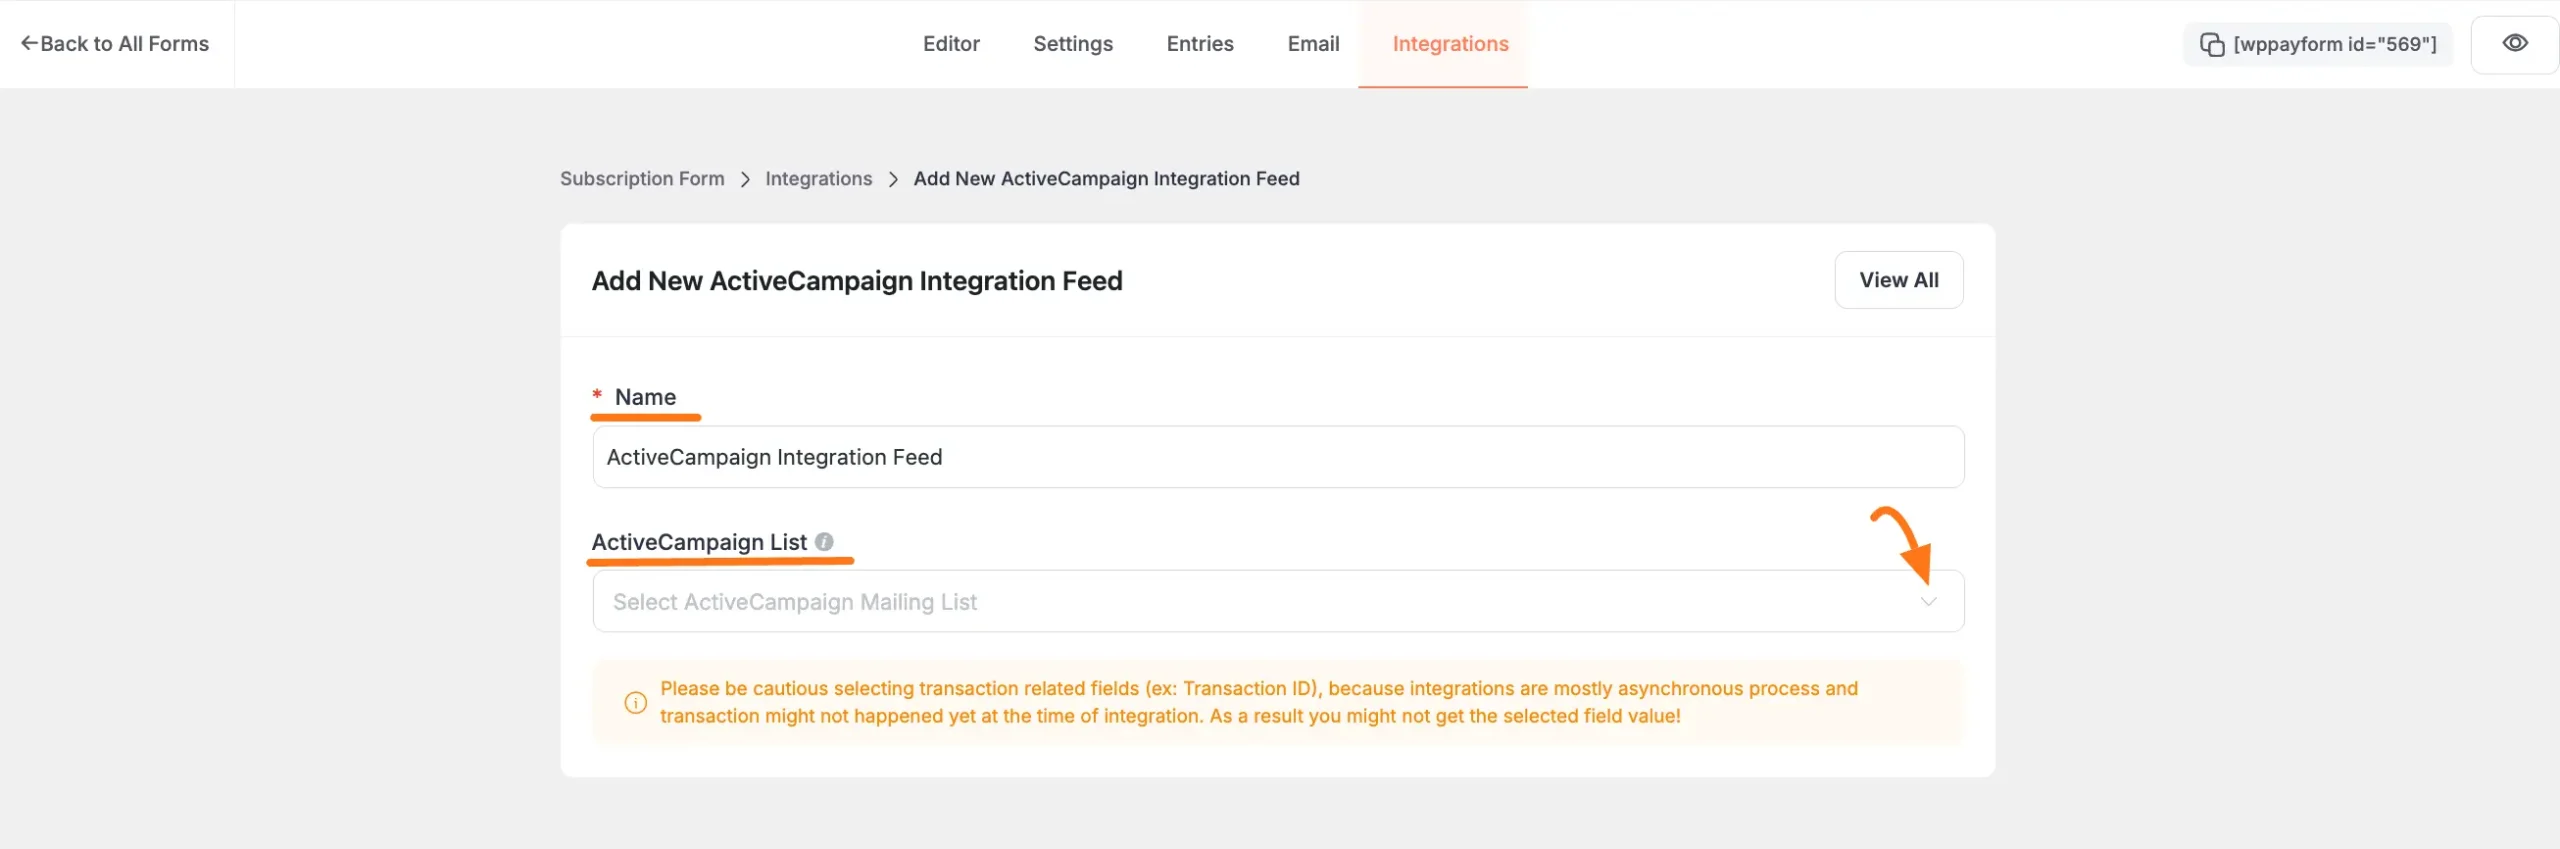 ←Back to All Forms
Editor Settings Entries Email Integrations
[wppayform id="569"]
Subscription Form > Integrations > Add New ActiveCampaign Integration Feed
Add New ActiveCampaign Integration Feed
View All
* Name
ActiveCampaign Integration Feed
ActiveCampaign List
Select ActiveCampaign Mailing List
Please be cautious selecting transaction related fields (ex: Transaction ID), because integrations are mostly asynchronous process and
transaction might not happened yet at the time of integration. As a result you might not get the selected field value!